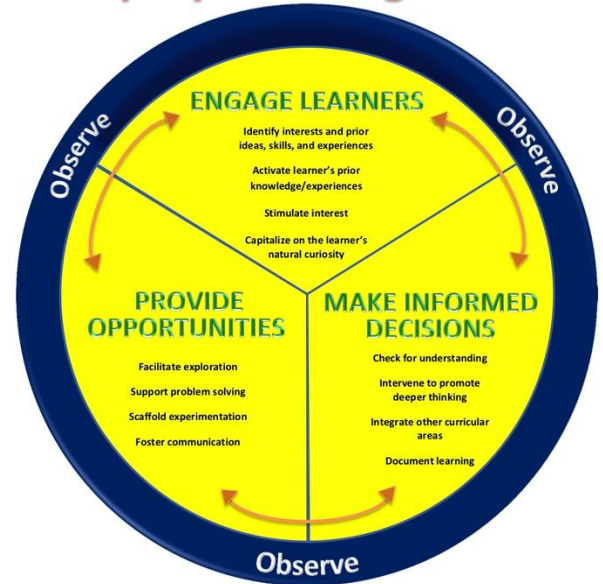 Observe
Observe
ENGAGE LEARNERS
Identify interests and prior
ideas, skills, and experiences
Activate learner's prior
knowledge/experiences
Stimulate interest
Capitalize on the learner's
natural curiosity
PROVIDE
OPPORTUNITIES
Facilitate exploration
Support problem solving
Scaffold experimentation
Foster communication
MAKE INFORMED
DECISIONS
Check for understanding
Intervene to promote
deeper thinking
Integrate other curricular
areas
Document learning
Observe